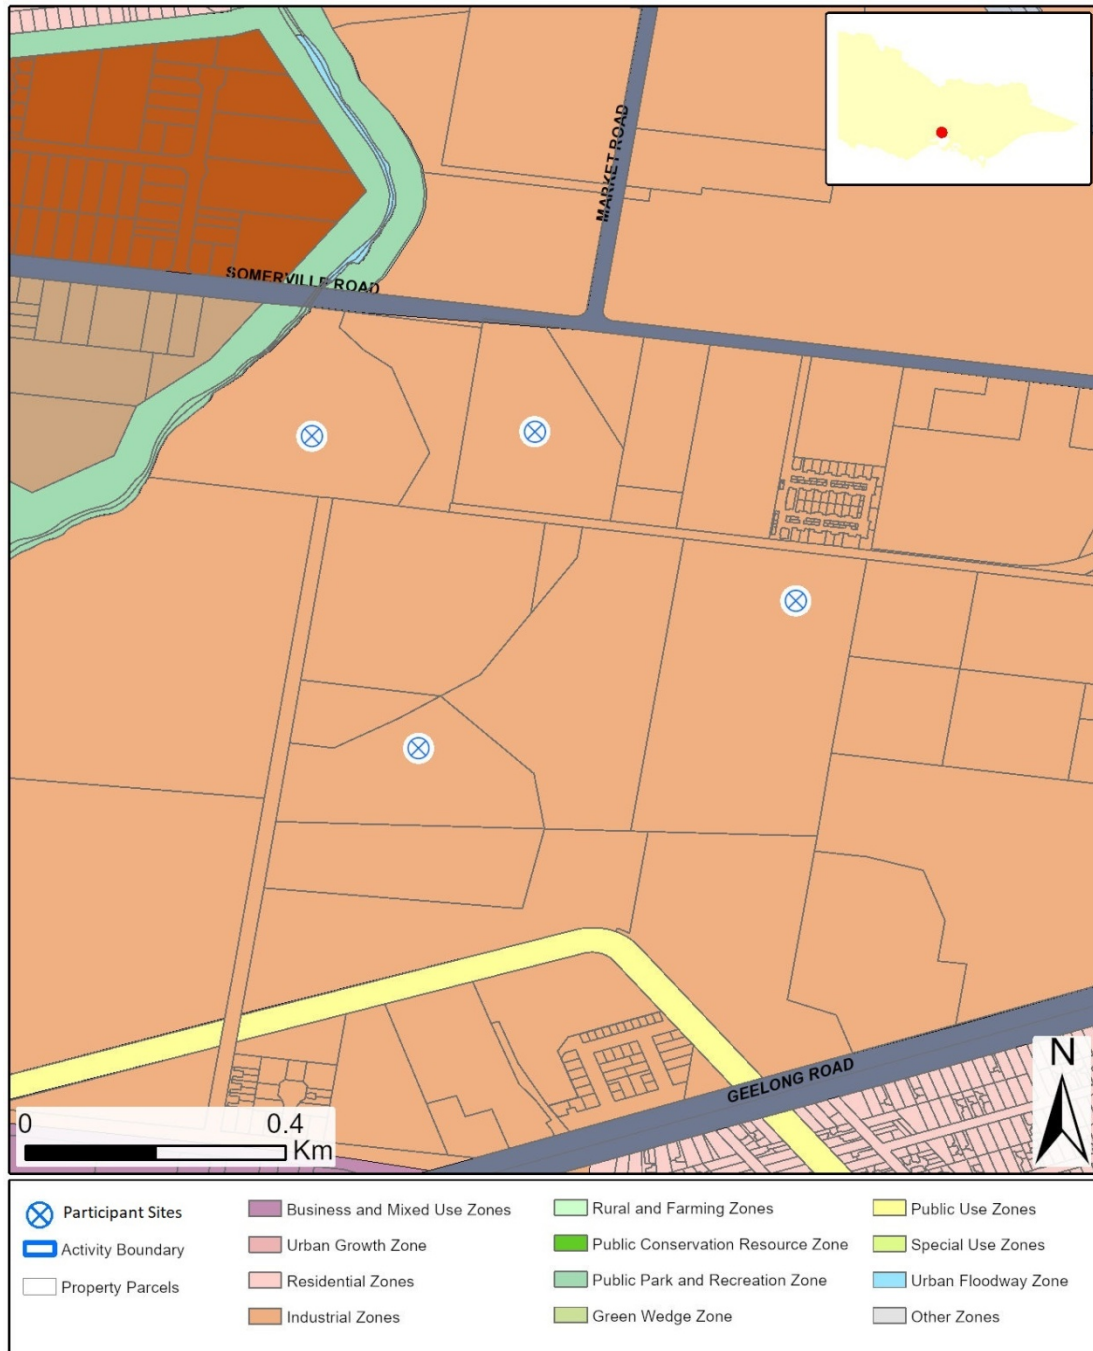 MARKET ROAD
SOMERVILLE ROAD
GEELONG ROAD
N
0 0.4
Km
Participant Sites
Activity Boundary
Property Parcels
Business and Mixed Use Zones
Urban Growth Zone
Residential Zones
Industrial Zones
Rural and Farming Zones
Public Conservation Resource Zone
Public Park and Recreation Zone
Green Wedge Zone
Public Use Zones
Special Use Zones
Urban Floodway Zone
Other Zones